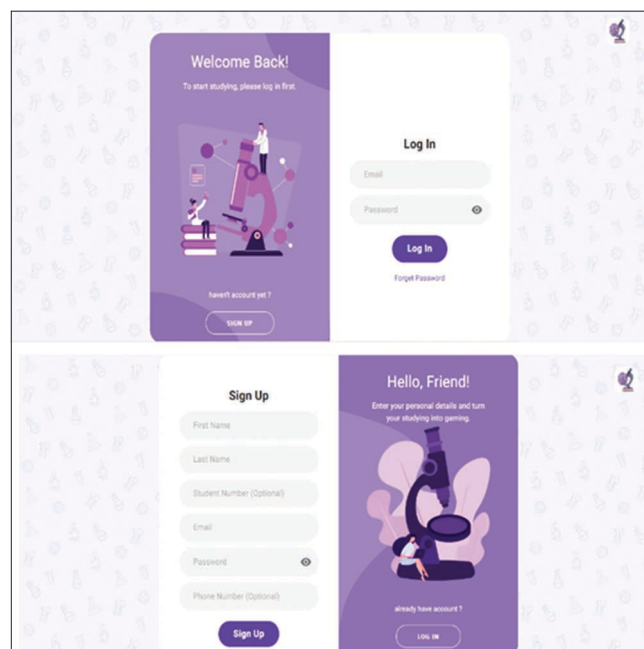 Welcome Back!
To start studying, please log in first.
Log In
Email
Password
Log In
Forget Password
haven't account yet ?
SIGN UP
Sign Up
First Name
Last Name
Student Number (Optional)
Email
Password
Phone Number (Optional)
Sign Up
Hello, Friend!
Enter your personal details and turn
your studying into gaming.
already have account ?
LOG IN